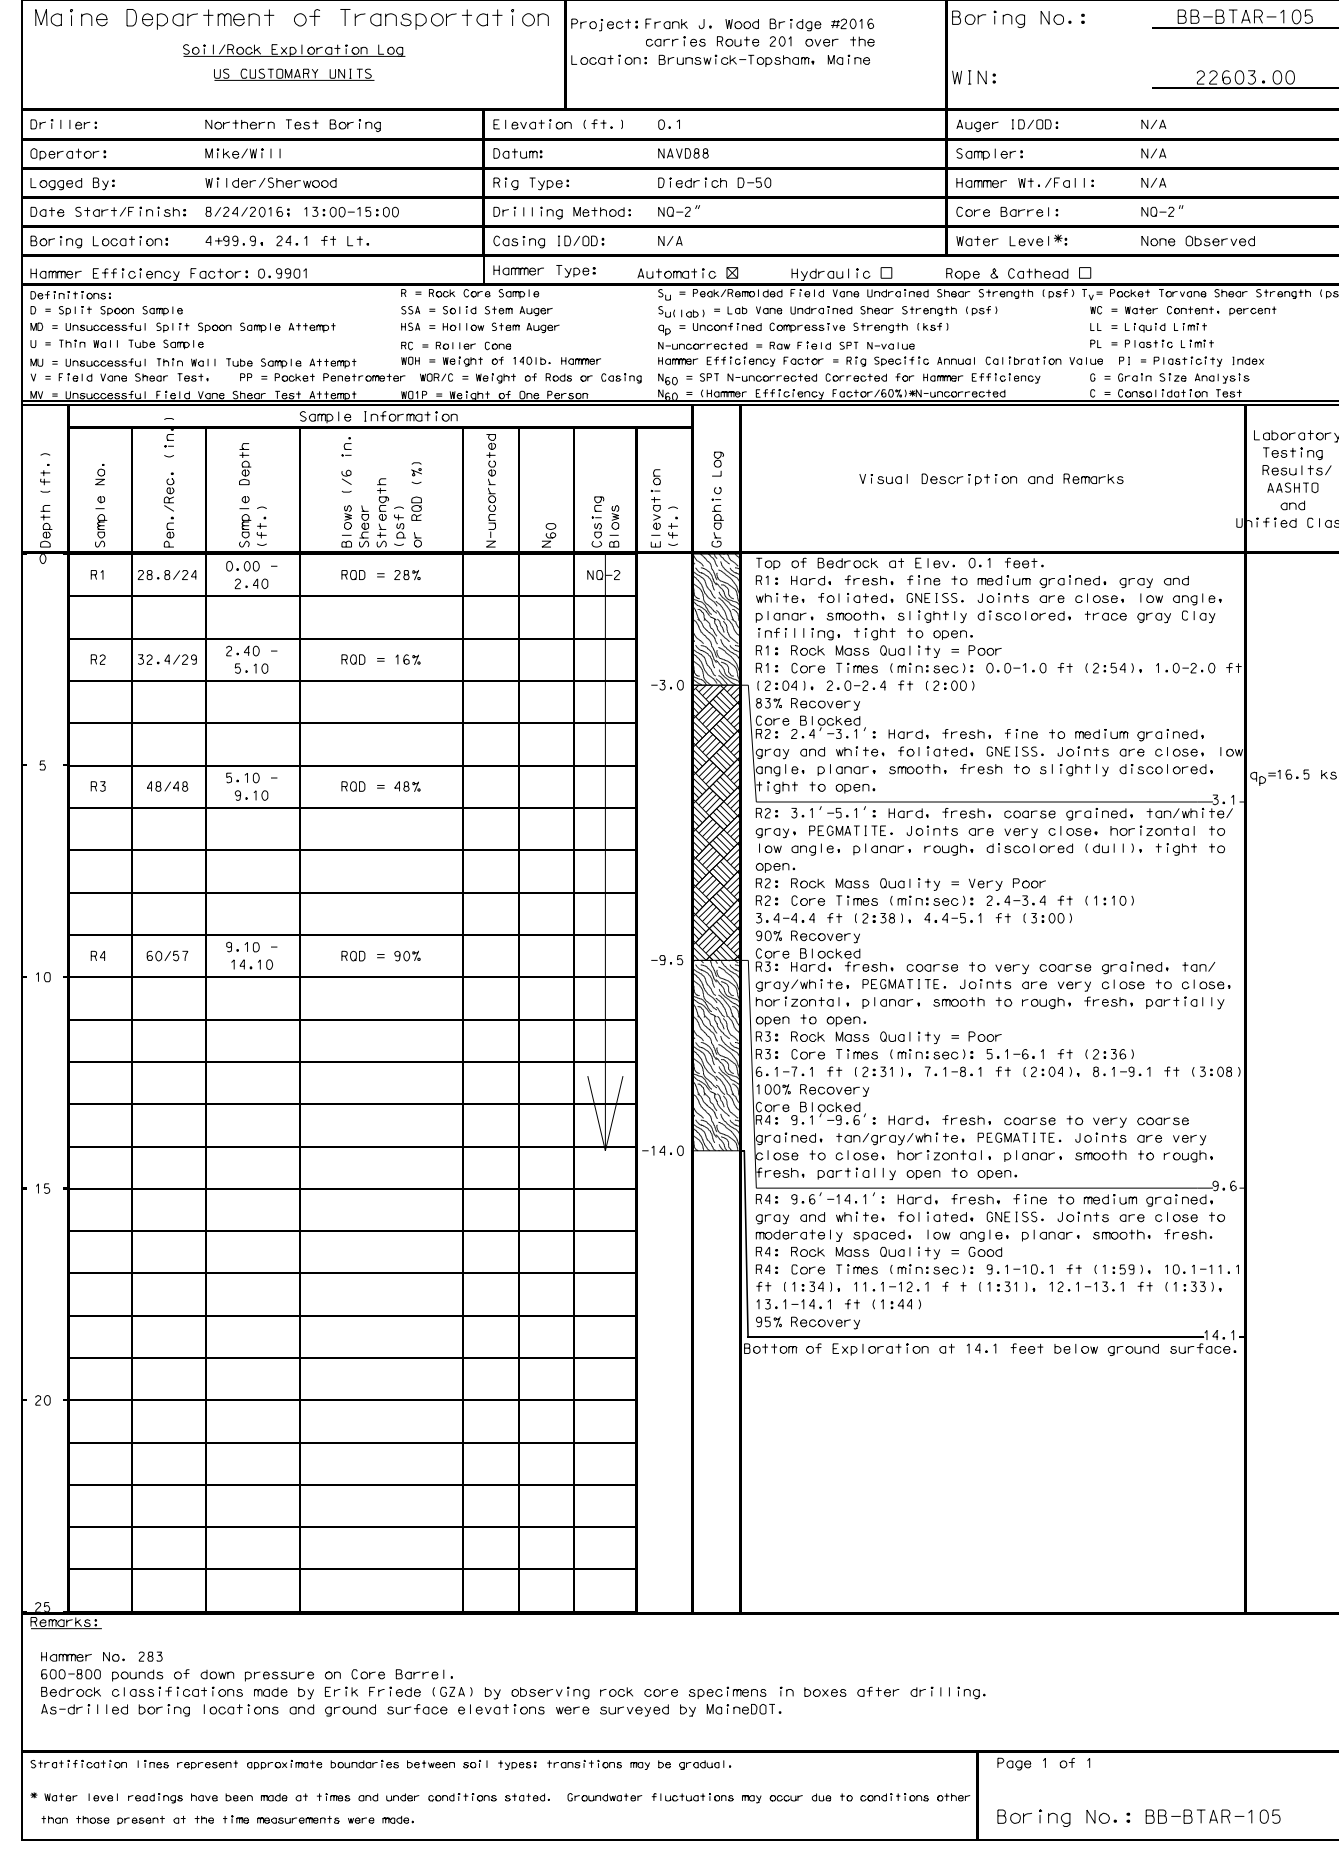 Maine Department of Transportation
Soil/Rock Exploration Log
US CUSTOMARY UNITS
Project: Frank J. Wood Bridge #2016
carries Route 201 over the
Location: Brunswick-Topsham, Maine
Boring No.: BB-BTAR-105
WIN: 22603.00
Driller: Northern Test Boring Elevation (ft.) 0.1 Auger ID/OD: N/A
Operator: Mike/Will Datum: NAVD88 Sampler: N/A
Logged By: Wilder/Sherwood Rig Type: Diedrich D-50 Hammer Wt./Fall: N/A
Date Start/Finish: 8/24/2016; 13:00-15:00 Drilling Method: NQ-2" Core Barrel: NQ-2"
Boring Location: 4+99.9, 24.1 ft Lt. Casing ID/OD: N/A Water Level*: None Observed
Hammer Efficiency Factor: 0.9901 Hammer Type: Automatic ☒ Hydraulic ☐ Rope & Cathead ☐
Definitions: R = Rock Core Sample Su = Peak/Remolded Field Vane Undrained Shear Strength (psf) Tv = Pocket Torvane Shear Strength (ps
D = Split Spoon Sample SSA = Solid Stem Auger Su(lab) = Lab Vane Undrained Shear Strength (psf) WC = Water Content, percent
MD = Unsuccessful Split Spoon Sample Attempt HSA = Hollow Stem Auger qp = Unconfined Compressive Strength (ksf) LL = Liquid Limit
U = Thin Wall Tube Sample RC = Roller Cone N-uncorrected = Raw Field SPT N-value PL = Plastic Limit
MU = Unsuccessful Thin Wall Tube Sample Attempt WOH = Weight of 140lb. Hammer Hammer Efficiency Factor = Rig Specific Annual Calibration Value PI = Plasticity Index
V = Field Vane Shear Test, PP = Pocket Penetrometer WOR/C = Weight of Rods or Casing N60 = SPT N-uncorrected Corrected for Hammer Efficiency G = Grain Size Analysis
MV = Unsuccessful Field Vane Shear Test Attempt WO1P = Weight of One Person N60 = (Hammer Efficiency Factor/60%)*N-uncorrected C = Consolidation Test
Sample Information
Depth (ft.)
Sample No.
Pen./Rec. (in.)
Sample Depth
(ft.)
Blows (/6 in.
Shear
Strength
(psf)
or RQD (%)
N-uncorrected
N60
Casing
Blows
Elevation
(ft.)
Graphic Log
Visual Description and Remarks
Laboratory
Testing
Results/
AASHTO
and
Unified Clas
0
R1 28.8/24 0.00 -
2.40 RQD = 28% NQ-2
R2 32.4/29 2.40 -
5.10 RQD = 16%
-3.0
5
R3 48/48 5.10 -
9.10 RQD = 48%
R4 60/57 9.10 -
14.10 RQD = 90%
-9.5
10
-14.0
15
20
25
Top of Bedrock at Elev. 0.1 feet.
R1: Hard, fresh, fine to medium grained, gray and
white, foliated, GNEISS. Joints are close, low angle,
planar, smooth, slightly discolored, trace gray Clay
infilling, tight to open.
R1: Rock Mass Quality = Poor
R1: Core Times (min:sec): 0.0-1.0 ft (2:54), 1.0-2.0 ft
(2:04), 2.0-2.4 ft (2:00)
83% Recovery
Core Blocked
R2: 2.4'-3.1': Hard, fresh, fine to medium grained,
gray and white, foliated, GNEISS. Joints are close, low
angle, planar, smooth, fresh to slightly discolored,
tight to open.
3.1
R2: 3.1'-5.1': Hard, fresh, coarse grained, tan/white/
gray, PEGMATITE. Joints are very close, horizontal to
low angle, planar, rough, discolored (dull), tight to
open.
R2: Rock Mass Quality = Very Poor
R2: Core Times (min:sec): 2.4-3.4 ft (1:10)
3.4-4.4 ft (2:38), 4.4-5.1 ft (3:00)
90% Recovery
Core Blocked
R3: Hard, fresh, coarse to very coarse grained, tan/
gray/white, PEGMATITE. Joints are very close to close,
horizontal, planar, smooth to rough, fresh, partially
open to open.
R3: Rock Mass Quality = Poor
R3: Core Times (min:sec): 5.1-6.1 ft (2:36)
6.1-7.1 ft (2:31), 7.1-8.1 ft (2:04), 8.1-9.1 ft (3:08)
100% Recovery
Core Blocked
R4: 9.1'-9.6': Hard, fresh, coarse to very coarse
grained, tan/gray/white, PEGMATITE. Joints are very
close to close, horizontal, planar, smooth to rough,
fresh, partially open to open.
9.6
R4: 9.6'-14.1': Hard, fresh, fine to medium grained,
gray and white, foliated, GNEISS. Joints are close to
moderately spaced, low angle, planar, smooth, fresh.
R4: Rock Mass Quality = Good
R4: Core Times (min:sec): 9.1-10.1 ft (1:59), 10.1-11.1
ft (1:34), 11.1-12.1 f t (1:31), 12.1-13.1 ft (1:33),
13.1-14.1 ft (1:44)
95% Recovery
14.1
Bottom of Exploration at 14.1 feet below ground surface.
qp=16.5 ks
Remarks:
Hammer No. 283
600-800 pounds of down pressure on Core Barrel.
Bedrock classifications made by Erik Friede (GZA) by observing rock core specimens in boxes after drilling.
As-drilled boring locations and ground surface elevations were surveyed by MaineDOT.
Stratification lines represent approximate boundaries between soil types; transitions may be gradual.
* Water level readings have been made at times and under conditions stated. Groundwater fluctuations may occur due to conditions other
than those present at the time measurements were made.
Page 1 of 1
Boring No.: BB-BTAR-105